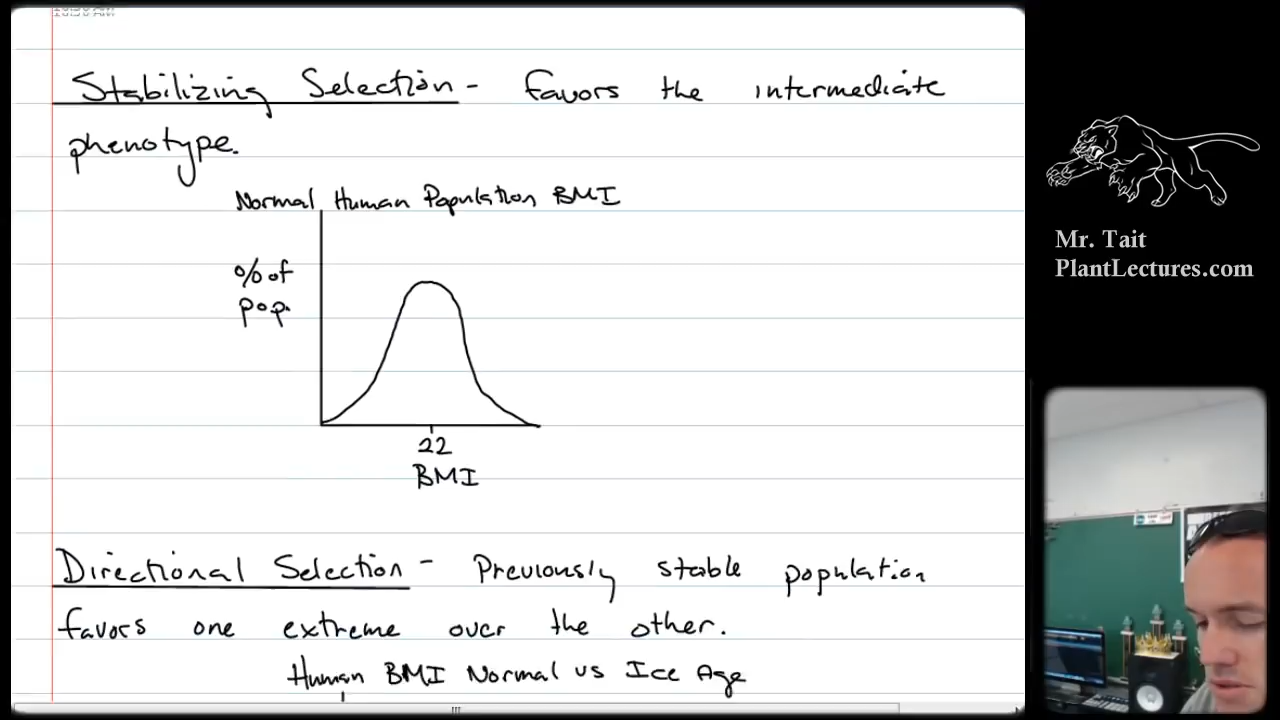 Stabilizing Selection - favors the intermediate
phenotype.
Normal Human Population BMI
% of
pop.
22
BMI
Directional Selection - Previously stable population
favors one extreme over the other.
Human BMI Normal vs Ice Age
Mr. Tait
PlantLectures.com